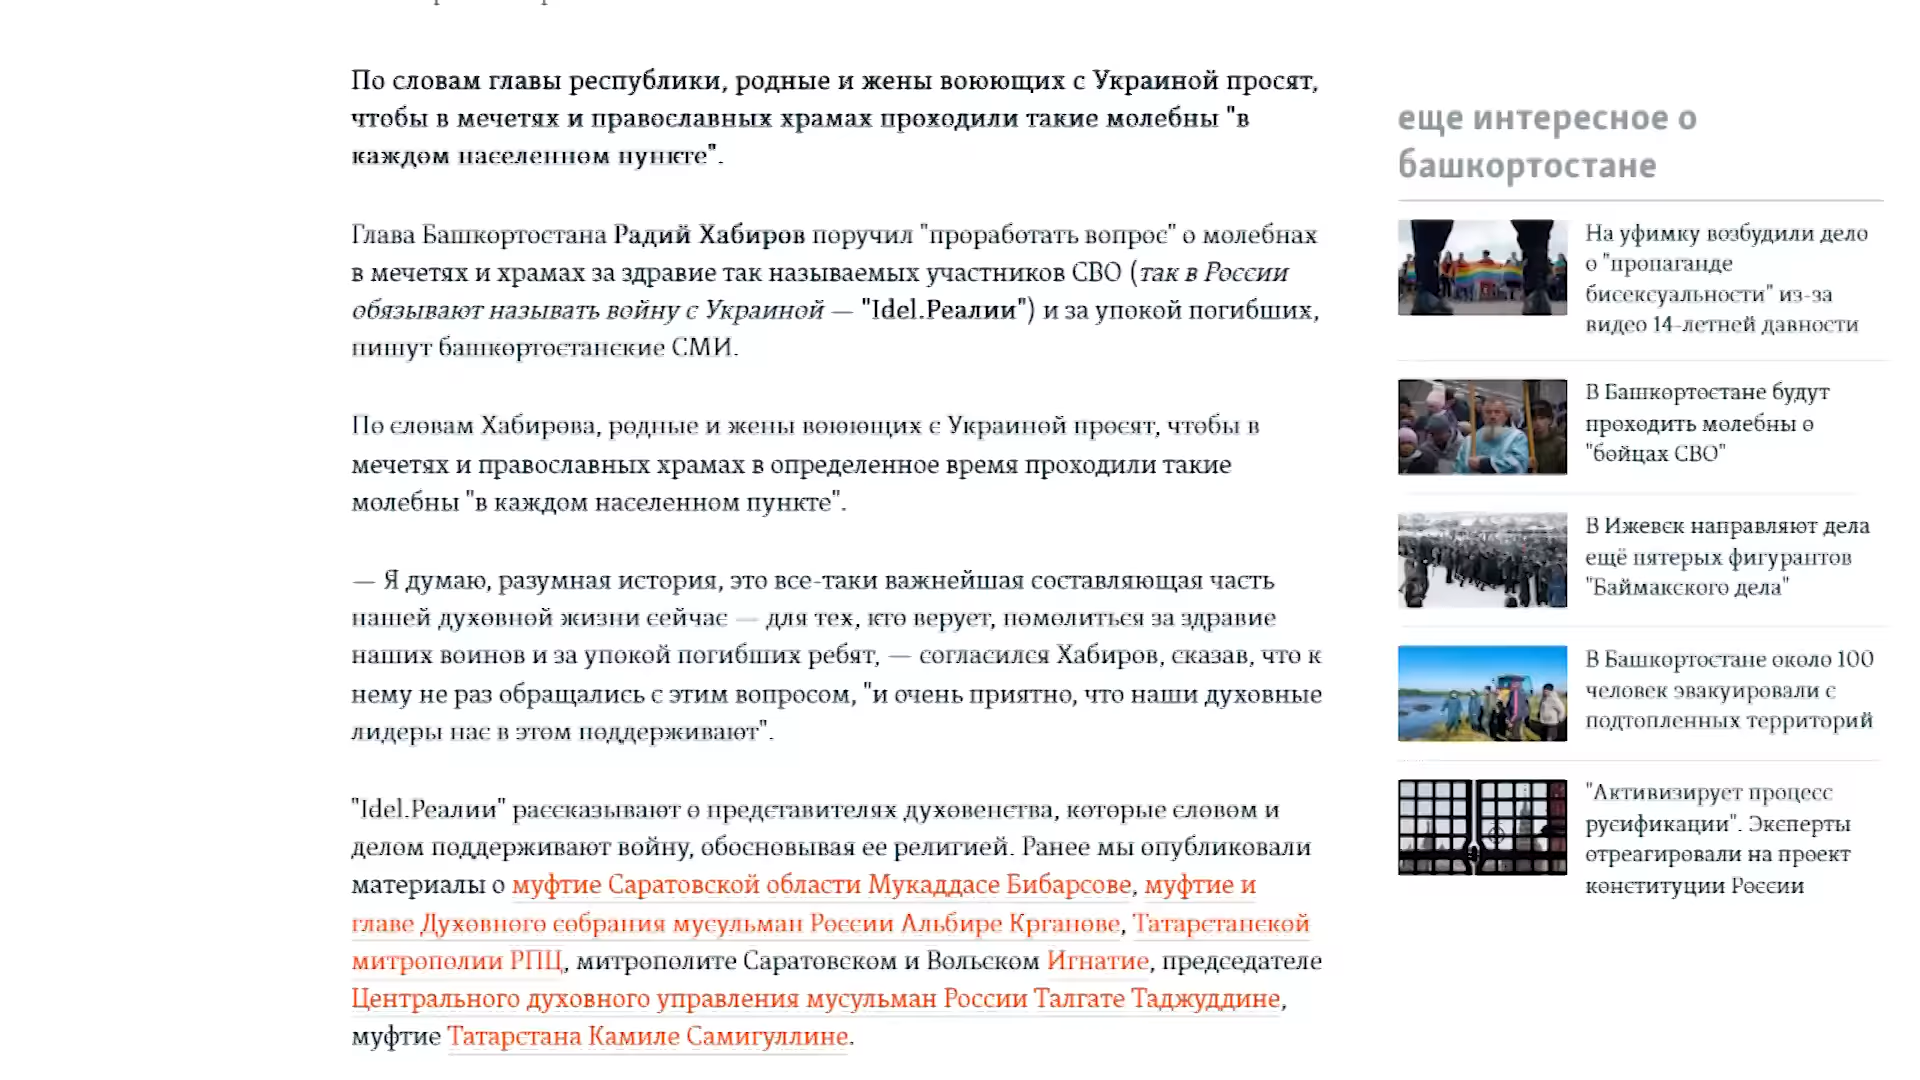 По словам главы республики, родные и жены воюющих с Украиной просят,
чтобы в мечетях и православных храмах проходили такие молебны "в
каждом населенном пункте".
Глава Башкортостана Радий Хабиров поручил "проработать вопрос" о молебнах
в мечетях и храмах за здравие так называемых участников СВО (так в России
обязывают называть войну с Украиной — "Idel.Реалии") и за упокой погибших,
пишут башкортостанские СМИ.
По словам Хабирова, родные и жены воюющих с Украиной просят, чтобы в
мечетях и православных храмах в определенное время проходили такие
молебны "в каждом населенном пункте".
— Я думаю, разумная история, это все-таки важнейшая составляющая часть
нашей духовной жизни сейчас — для тех, кто верует, помолиться за здравие
наших воинов и за упокой погибших ребят, — согласился Хабиров, сказав, что к
нему не раз обращались с этим вопросом, "и очень приятно, что наши духовные
лидеры нас в этом поддерживают".
"Idel.Реалии" рассказывают о представителях духовенства, которые словом и
делом поддерживают войну, обосновывая ее религией. Ранее мы опубликовали
материалы о муфтие Саратовской области Мукаддасе Бибарсове, муфтие и
главе Духовного собрания мусульман России Альбире Крганове, Татарстанской
митрополии РПЦ, митрополите Саратовском и Вольском Игнатие, председателе
Центрального духовного управления мусульман России Талгате Таджуддине,
муфтие Татарстана Камиле Самигуллине.
еще интересное о
башкортостане
На уфимку возбудили дело
о "пропаганде
бисексуальности" из-за
видео 14-летней давности
В Башкортостане будут
проходить молебны о
"бойцах СВО"
В Ижевск направляют дела
ещё пятерых фигурантов
"Баймакского дела"
В Башкортостане около 100
человек эвакуировали с
подтопленных территорий
"Активизирует процесс
русификации". Эксперты
отреагировали на проект
конституции России